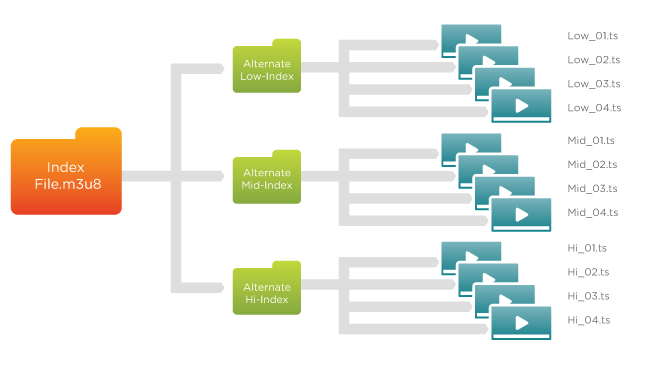 Index
File.m3u8
Alternate
Low-Index
Low_01.ts
Low_02.ts
Low_03.ts
Low_04.ts
Alternate
Mid-Index
Mid_01.ts
Mid_02.ts
Mid_03.ts
Mid_04.ts
Alternate
Hi-Index
Hi_01.ts
Hi_02.ts
Hi_03.ts
Hi_04.ts